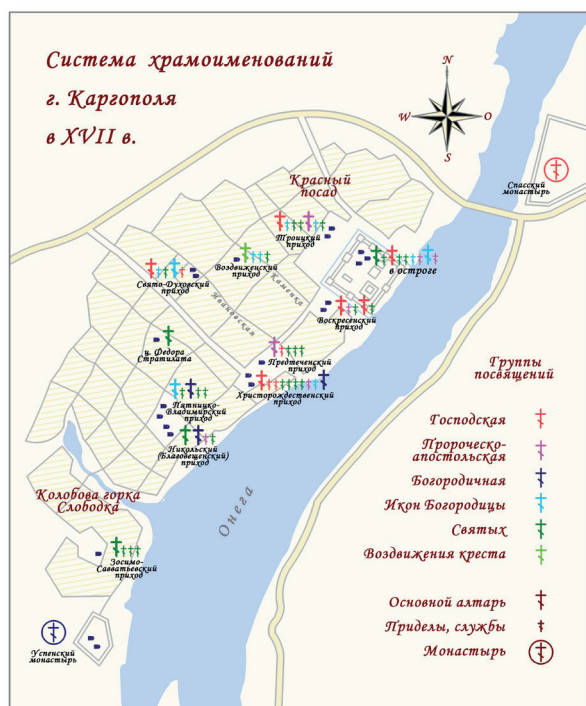 Система храмоименований
г. Каргополя
в XVII в.
N
W
O
S
Спасский
монастырь
Красный
посад
Троицкий
приход
Воздвиженский
приход
в остроге
Свято-Духовский
приход
Каменка
Ивановская
Воскресенский
приход
ц. Федора
Стратилата
Предтеченский
приход
Христорождественский
приход
Пятницко-
Владимирский
приход
Никольский
(Благовещенский)
приход
Онега
Колобова горка
Слободка
Зосимо-
Савватьевский
приход
Успенский
монастырь
Группы
посвящений
Господская
Пророческо-
апостольская
Богородичная
Икон Богородицы
Святых
Воздвижения креста
Основной алтарь
Приделы, службы
Монастырь